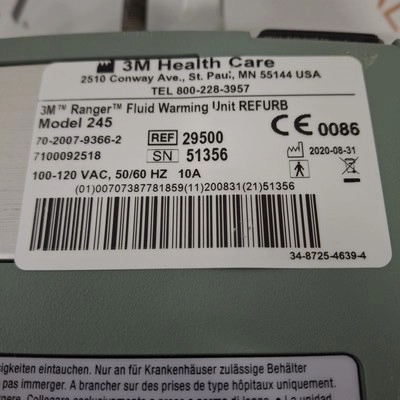 3M Health Care
2510 Conway Ave., St. Paul, MN 55144 USA
TEL 800-228-3957
3M™ Ranger™ Fluid Warming Unit REFURB
Model 245
70-2007-9366-2
REF 29500
CE 0086
7100092518
SN 51356
2020-08-31
100-120 VAC, 50/60 HZ 10A
(01)00707387781859(11)200831(21)51356
34-8725-4639-4
sigkeiten eintauchen. Nur an für Krankenhäuser zulässige Behälter
pas immerger. A brancher sur des prises de type hôpitaux uniquement.